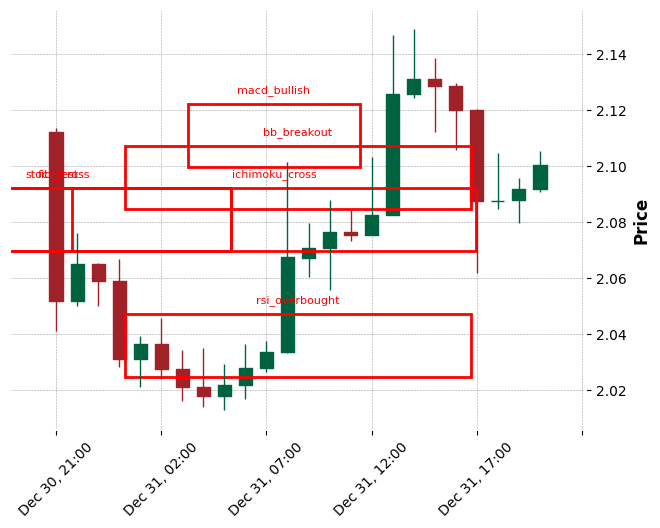 2.14
macd_bullish
2.12
bb_breakout
2.10
ichimoku_cross
2.08
Price
2.06
rsi_overbought
2.04
2.02
Dec 30, 21:00
Dec 31, 02:00
Dec 31, 07:00
Dec 31, 12:00
Dec 31, 17:00